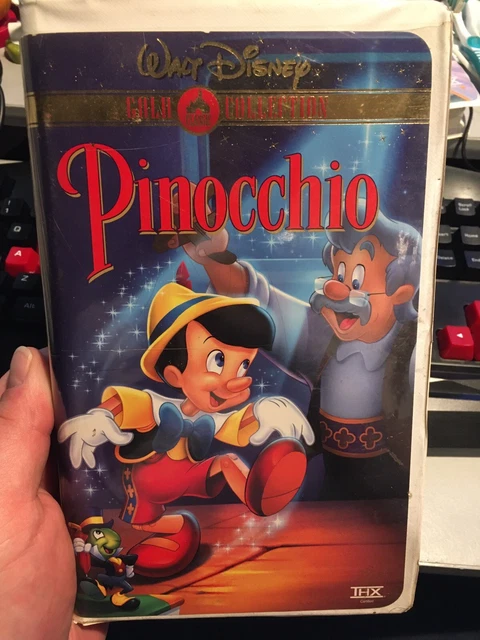 Walt Disney
GOLD COLLECTION
Pinocchio
THX
A